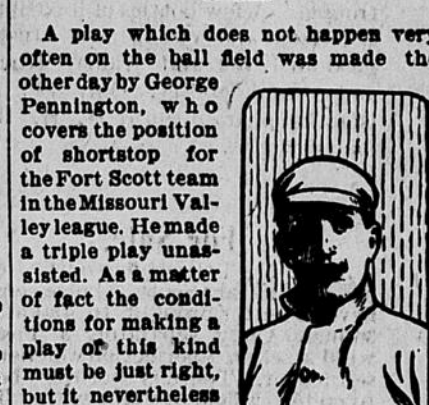 A play which does not happen very
often on the ball field was made th
other day by George
Pennington, who
covers the position
of shortstop for
the Fort Scott team
in the Missouri Val-
ley league. He made
a triple play unas-
sisted. As a matter
of fact the condi-
tions for making a
play of this kind
must be just right,
but it nevertheless